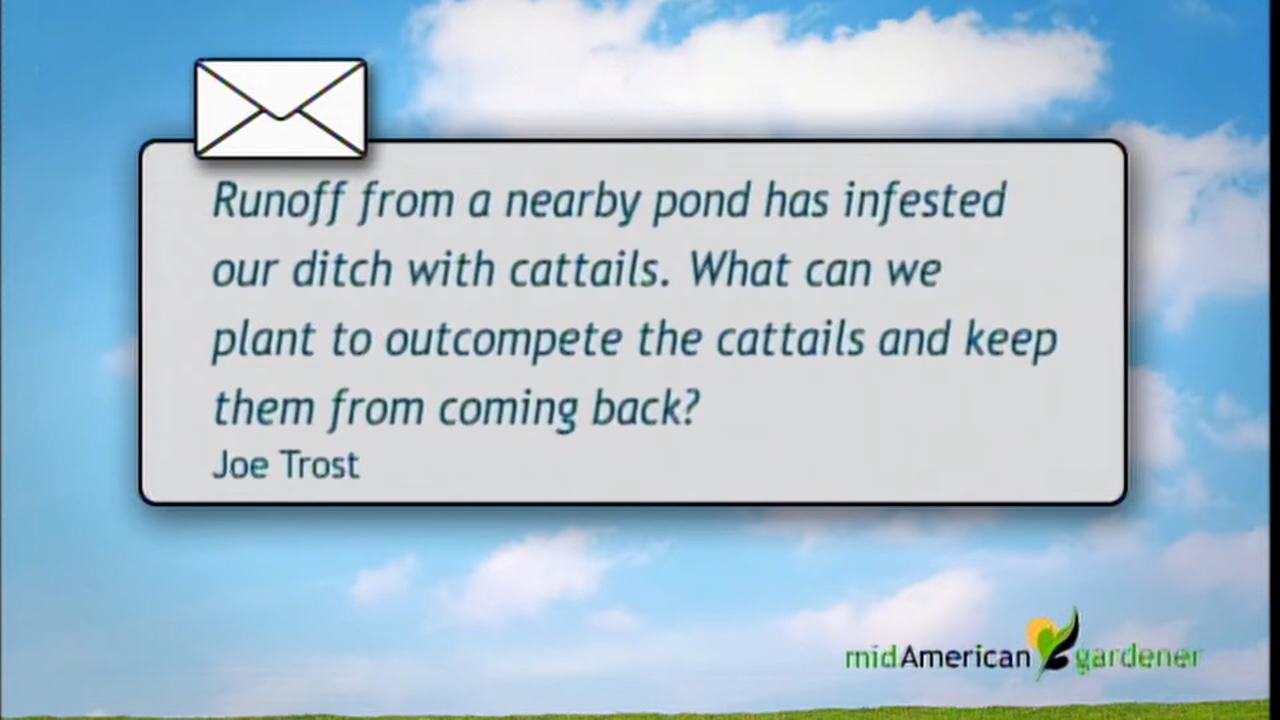 Runoff from a nearby pond has infested
our ditch with cattails. What can we
plant to outcompete the cattails and keep
them from coming back?
Joe Trost
midAmerican gardener